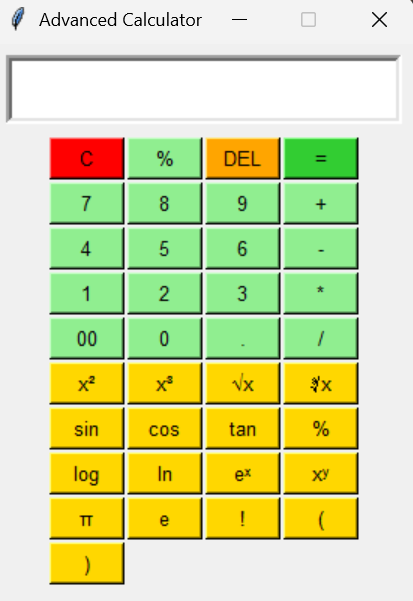 Advanced Calculator
C % DEL =
7 8 9 +
4 5 6 -
1 2 3 *
00 0 . /
x² x³ √x ∛x
sin cos tan %
log ln eˣ xʸ
π e ! (
)